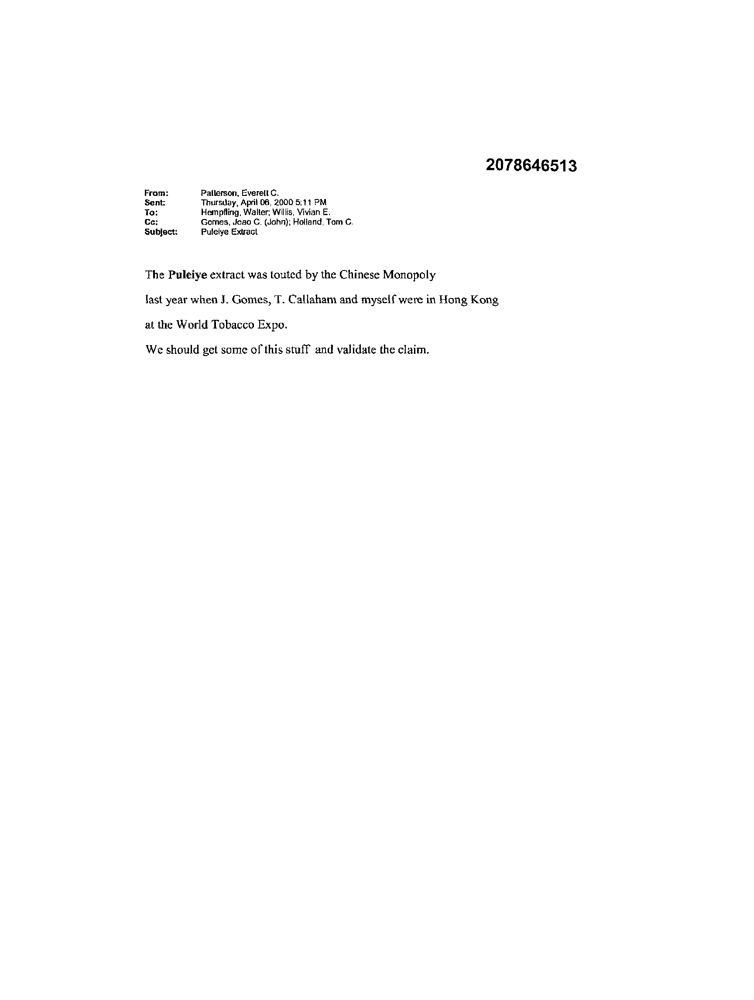 2078646513
From: Patterson, Everett C.
Sent: Thursday, April 06, 2000 5:11 PM
To: Hempfling, Walter; Willis, Vivian E.
Cc: Gomes, Joao C. (John); Holland, Tom C.
Subject: Puleiye Extract
The Puleiye extract was touted by the Chinese Monopoly
last year when J. Gomes, T. Callaham and myself were in Hong Kong
at the World Tobacco Expo.
We should get some of this stuff and validate the claim.